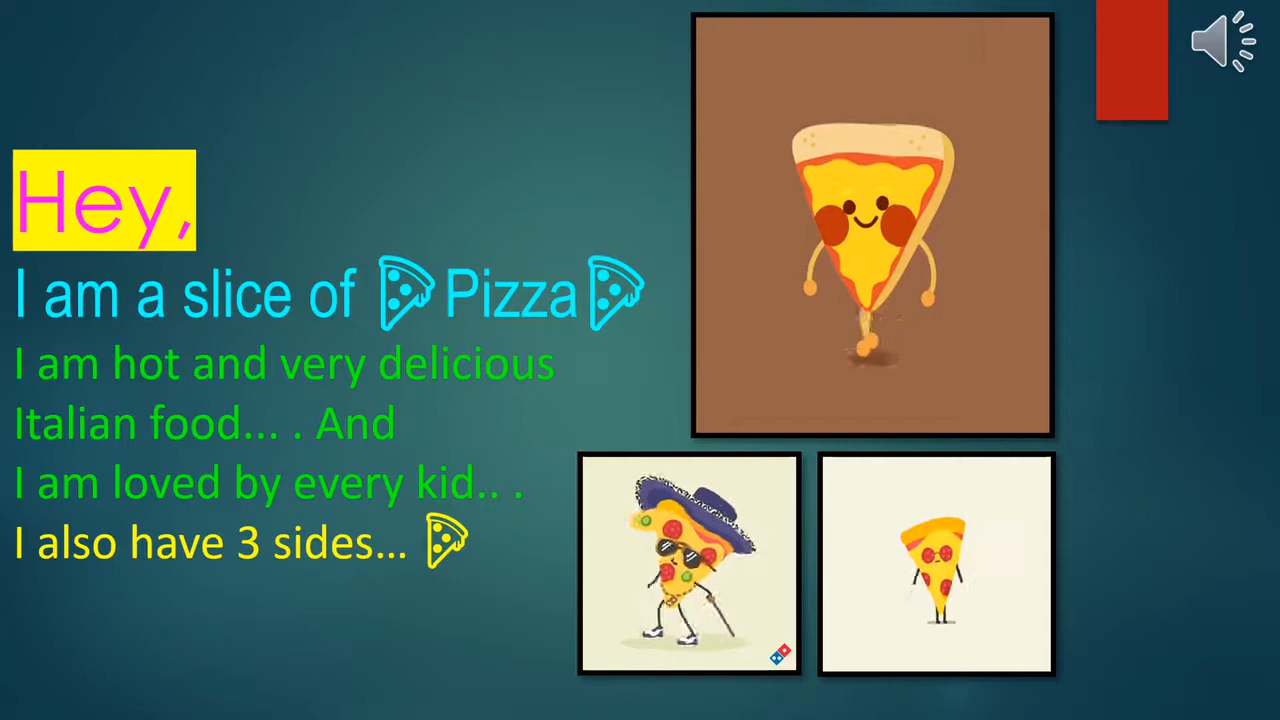 Hey,
I am a slice of Pizza
I am hot and very delicious
Italian food... . And
I am loved by every kid.. .
I also have 3 sides...